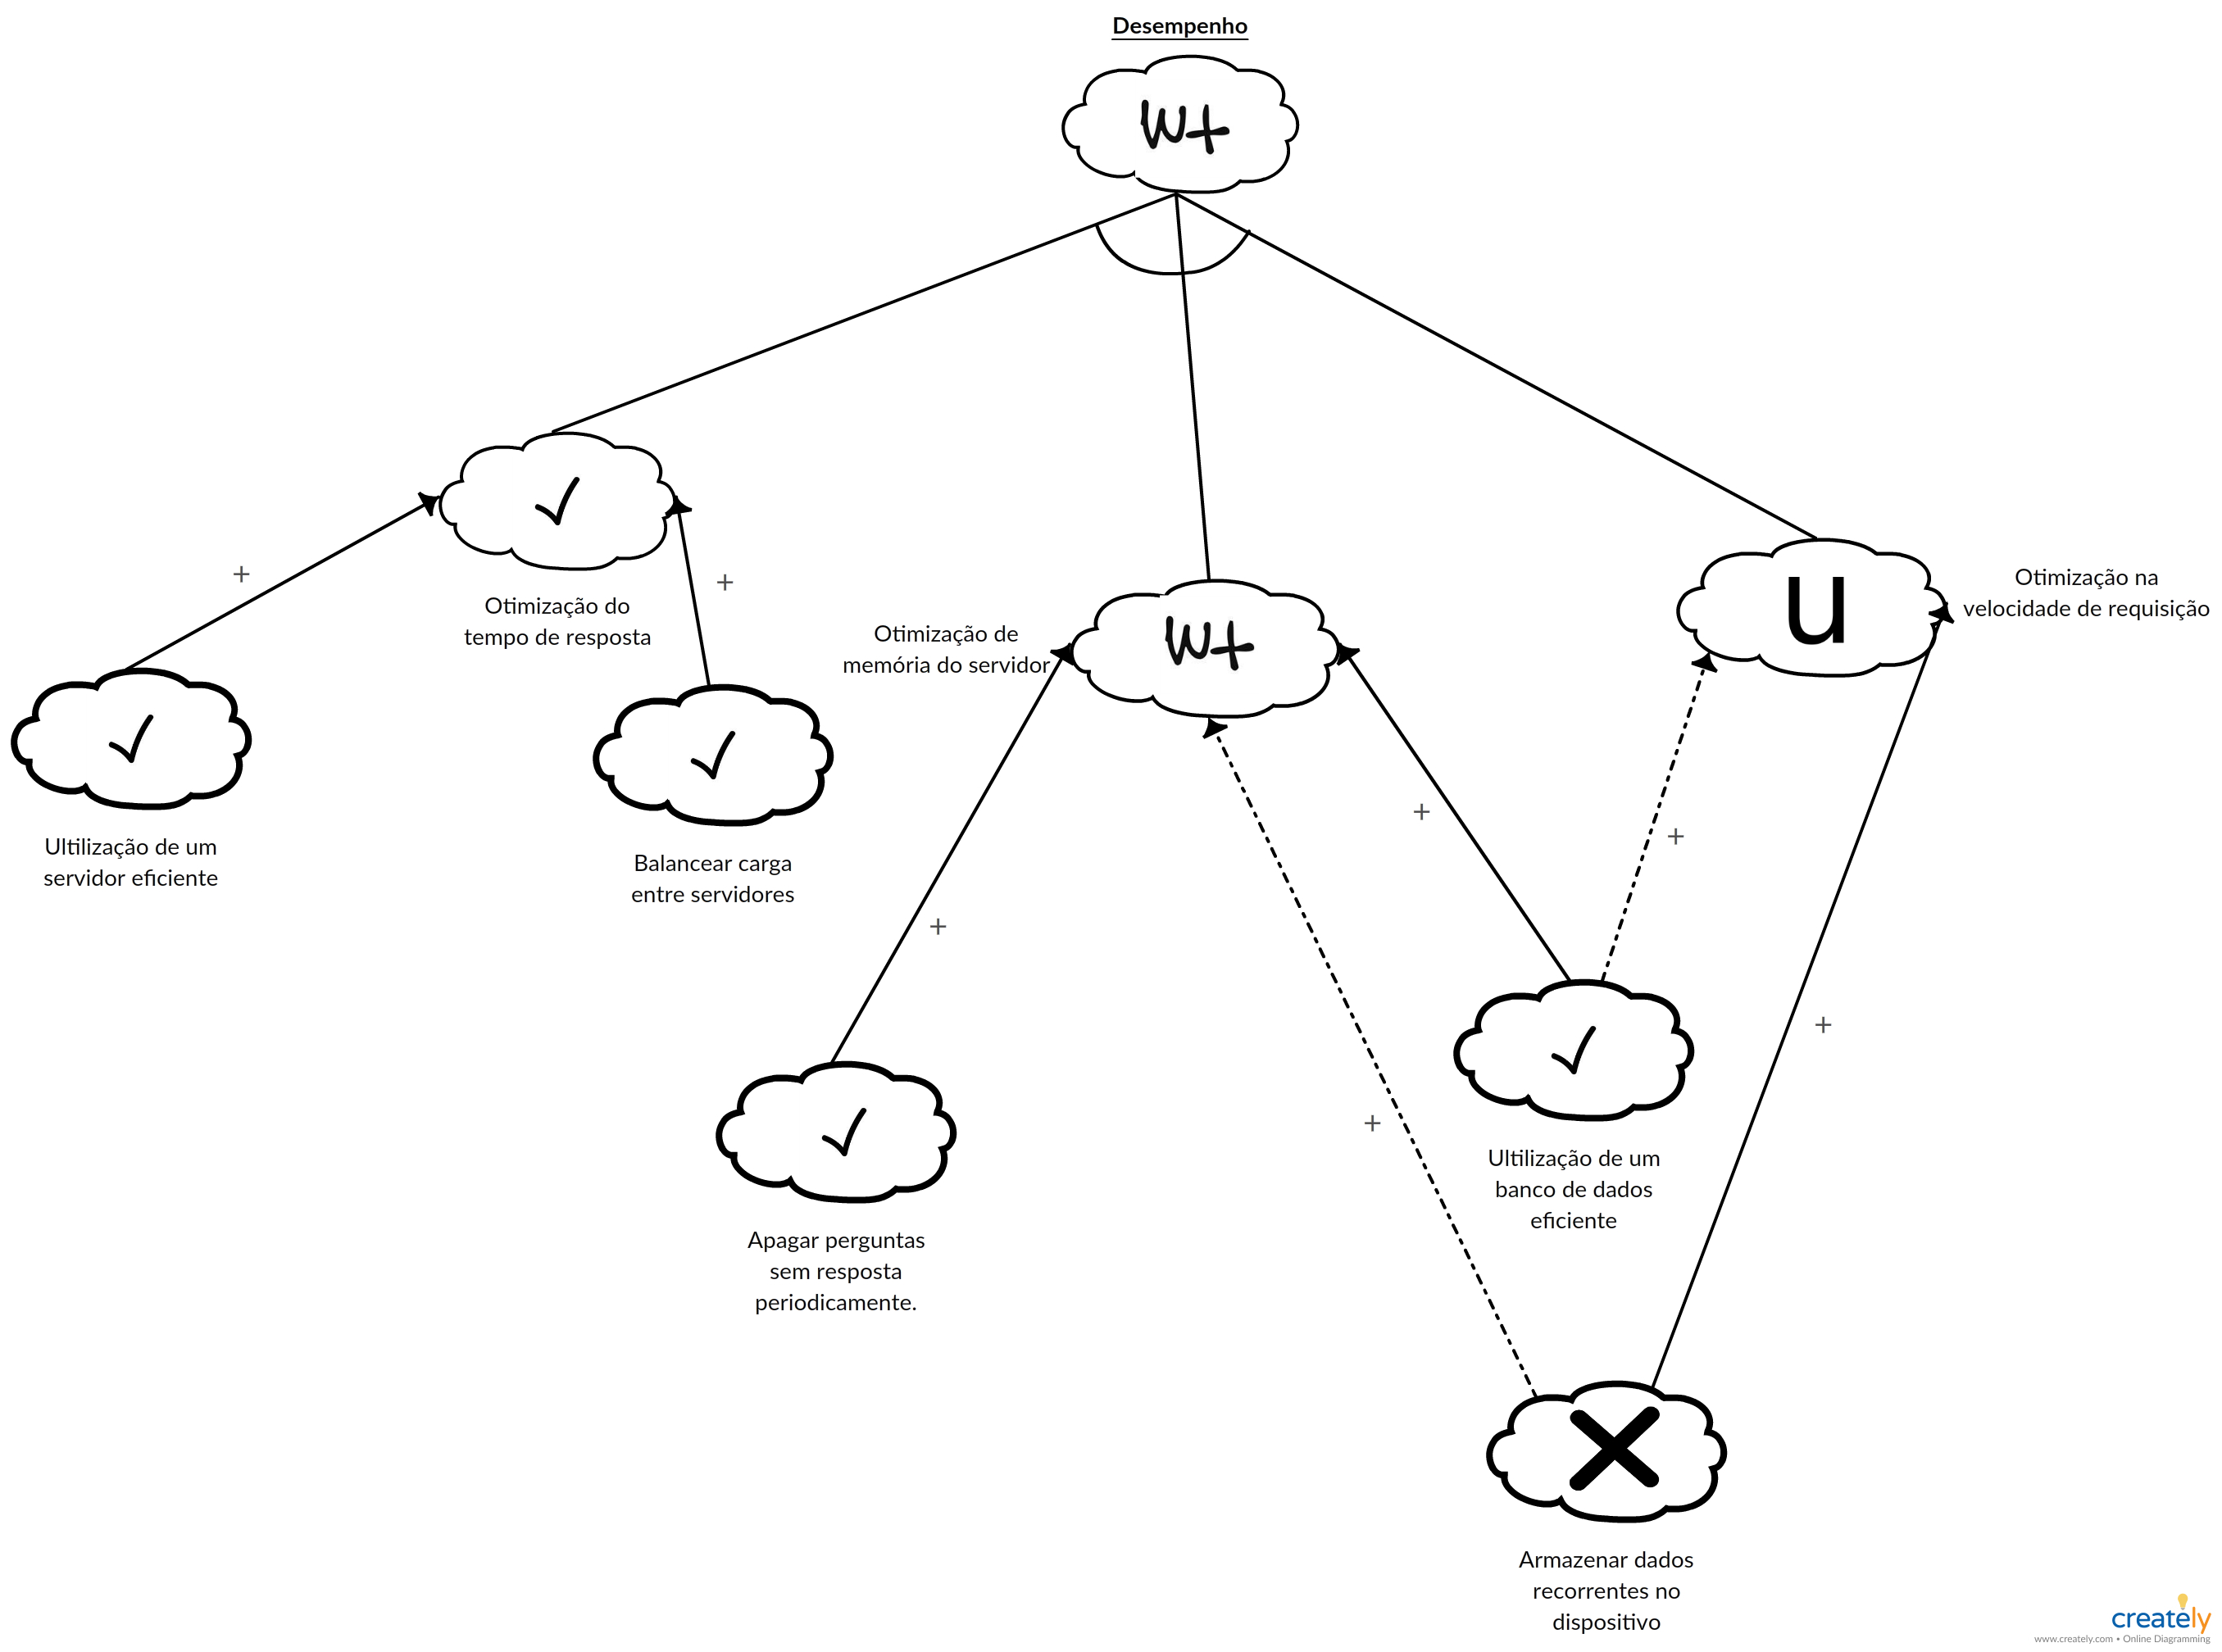 Desempenho
W+
Otimização do
tempo de resposta
+
+
Otimização de
memória do servidor
W+
U
Otimização na
velocidade de requisição
Ultilização de um
servidor eficiente
Balancear carga
entre servidores
+
+
+
+
+
Apagar perguntas
sem resposta
periodicamente.
Ultilização de um
banco de dados
eficiente
Armazenar dados
recorrentes no
dispositivo
creately
www.creately.com • Online Diagramming